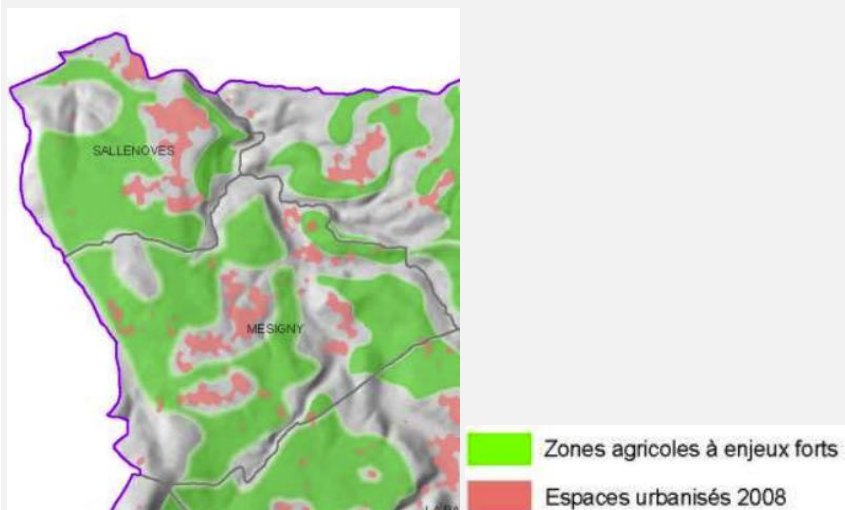 SALLENOVES
MESIGNY
Zones agricoles à enjeux forts
Espaces urbanisés 2008